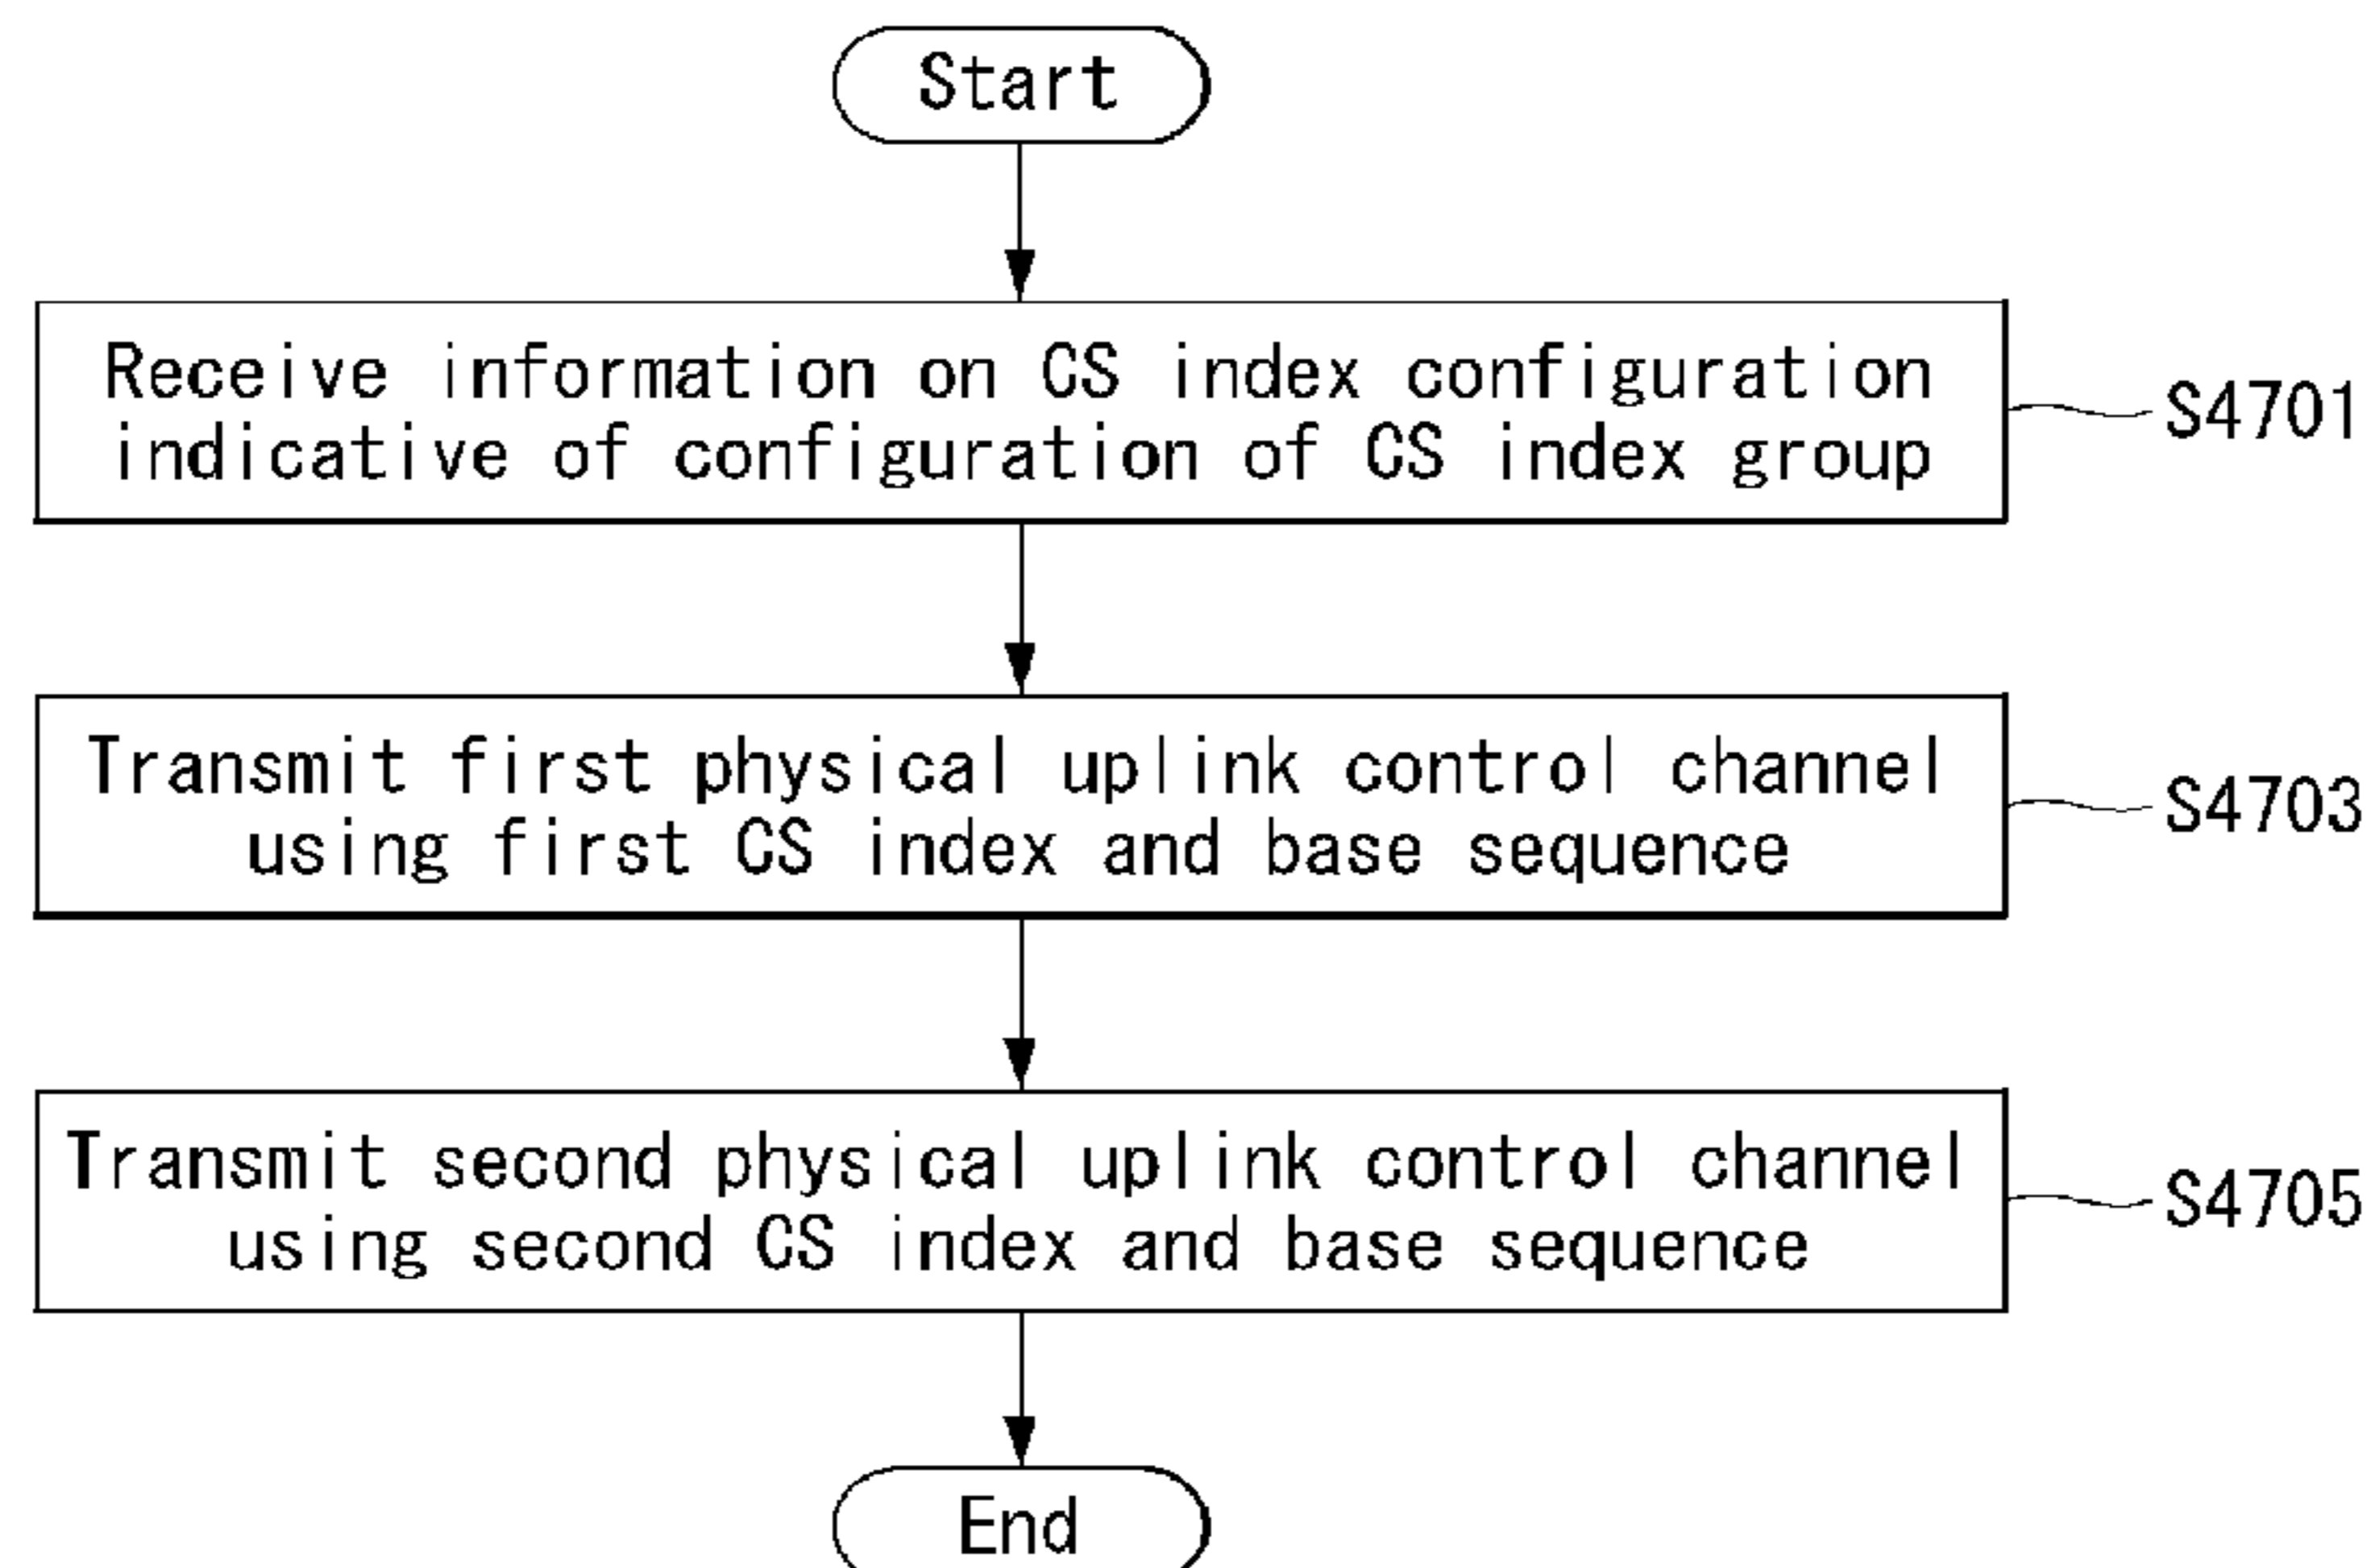 Start
Receive information on CS index configuration
indicative of configuration of CS index group
S4701
Transmit first physical uplink control channel
using first CS index and base sequence
S4703
Transmit second physical uplink control channel
using second CS index and base sequence
S4705
End